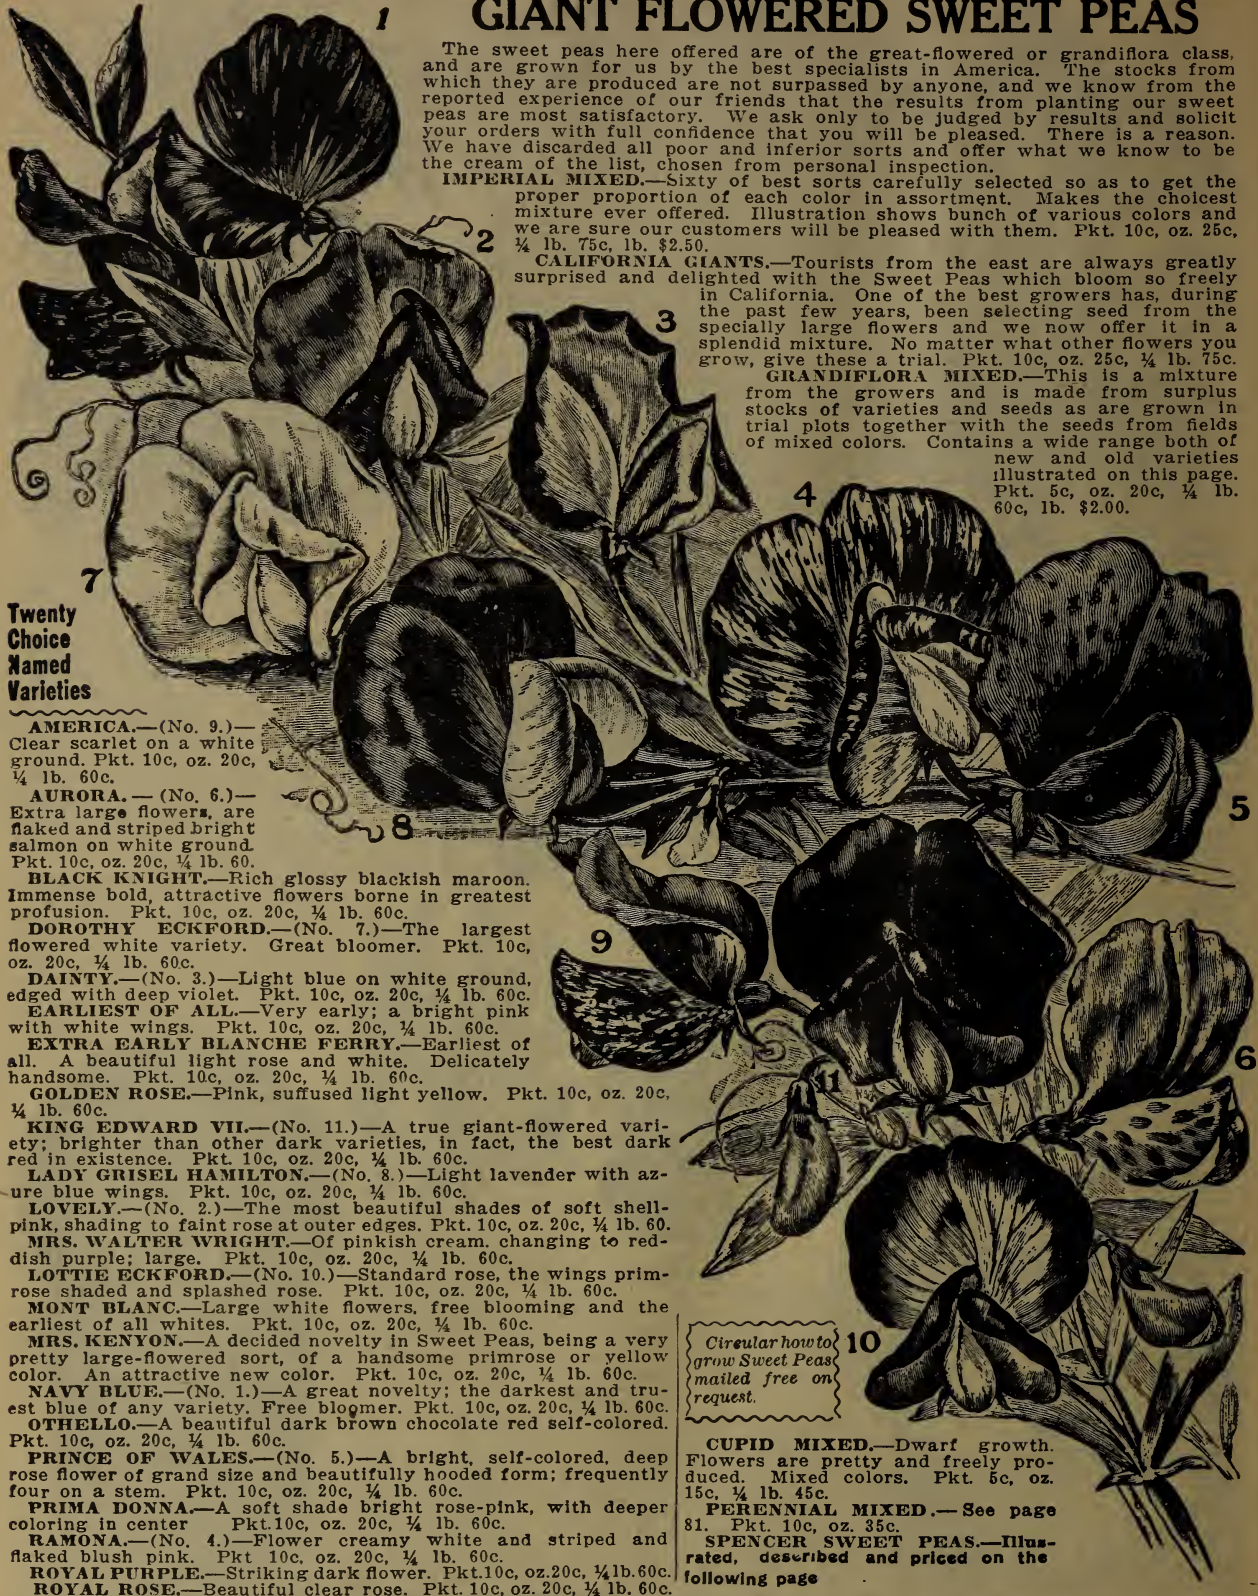 GIANT FLOWERED SWEET PEAS
The sweet peas here offered are of the great-flowered or grandiflora class,
and are grown for us by the best specialists in America. The stocks from
which they are produced are not surpassed by anyone, and we know from the
reported experience of our friends that the results from planting our sweet
peas are most satisfactory. We ask only to be judged by results and solicit
your orders with full confidence that you will be pleased. There is a reason.
We have discarded all poor and inferior sorts and offer what we know to be
the cream of the list, chosen from personal inspection.
IMPERIAL MIXED.—Sixty of best sorts carefully selected so as to get the
proper proportion of each color in assortment. Makes the choicest
mixture ever offered. Illustration shows bunch of various colors and
we are sure our customers will be pleased with them. Pkt. 10c, oz. 25c,
¼ lb. 75c, lb. $2.50.
CALIFORNIA GIANTS.—Tourists from the east are always greatly
surprised and delighted with the Sweet Peas which bloom so freely
in California. One of the best growers has, during
the past few years, been selecting seed from the
specially large flowers and we now offer it in a
splendid mixture. No matter what other flowers you
grow, give these a trial. Pkt. 10c, oz. 25c, ¼ lb. 75c.
GRANDIFLORA MIXED.—This is a mixture
from the growers and is made from surplus
stocks of varieties and seeds as are grown in
trial plots together with the seeds from fields
of mixed colors. Contains a wide range both of
new and old varieties
illustrated on this page.
Pkt. 5c, oz. 20c, ¼ lb.
60c, lb. $2.00.
1
2
3
4
5
6
7
8
9
10
11
Twenty
Choice
Named
Varieties
AMERICA.—(No. 9.)—
Clear scarlet on a white
ground. Pkt. 10c, oz. 20c,
¼ lb. 60c.
AURORA.—(No. 6.)—
Extra large flowers, are
flaked and striped bright
salmon on white ground.
Pkt. 10c, oz. 20c, ¼ lb. 60.
BLACK KNIGHT.—Rich glossy blackish maroon.
Immense bold, attractive flowers borne in greatest
profusion. Pkt. 10c, oz. 20c, ¼ lb. 60c.
DOROTHY ECKFORD.—(No. 7.)—The largest
flowered white variety. Great bloomer. Pkt. 10c,
oz. 20c, ¼ lb. 60c.
DAINTY.—(No. 3.)—Light blue on white ground,
edged with deep violet. Pkt. 10c, oz. 20c, ¼ lb. 60c.
EARLIEST OF ALL.—Very early; a bright pink
with white wings. Pkt. 10c, oz. 20c, ¼ lb. 60c.
EXTRA EARLY BLANCHE FERRY.—Earliest of
all. A beautiful light rose and white. Delicately
handsome. Pkt. 10c, oz. 20c, ¼ lb. 60c.
GOLDEN ROSE.—Pink, suffused light yellow. Pkt. 10c, oz. 20c,
¼ lb. 60c.
KING EDWARD VII.—(No. 11.)—A true giant-flowered vari-
ety; brighter than other dark varieties, in fact, the best dark
red in existence. Pkt. 10c, oz. 20c, ¼ lb. 60c.
LADY GRISEL HAMILTON.—(No. 8.)—Light lavender with az-
ure blue wings. Pkt. 10c, oz. 20c, ¼ lb. 60c.
LOVELY.—(No. 2.)—The most beautiful shades of soft shell-
pink, shading to faint rose at outer edges. Pkt. 10c, oz. 20c, ¼ lb. 60.
MRS. WALTER WRIGHT.—Of pinkish cream. changing to red-
dish purple; large. Pkt. 10c, oz. 20c, ¼ lb. 60c.
LOTTIE ECKFORD.—(No. 10.)—Standard rose, the wings prim-
rose shaded and splashed rose. Pkt. 10c, oz. 20c, ¼ lb. 60c.
MONT BLANC.—Large white flowers, free blooming and the
earliest of all whites. Pkt. 10c, oz. 20c, ¼ lb. 60c.
MRS. KENYON.—A decided novelty in Sweet Peas, being a very
pretty large-flowered sort, of a handsome primrose or yellow
color. An attractive new color. Pkt. 10c, oz. 20c, ¼ lb. 60c.
NAVY BLUE.—(No. 1.)—A great novelty; the darkest and tru-
est blue of any variety. Free bloomer. Pkt. 10c, oz. 20c, ¼ lb. 60c.
OTHELLO.—A beautiful dark brown chocolate red self-colored.
Pkt. 10c, oz. 20c, ¼ lb. 60c.
PRINCE OF WALES.—(No. 5.)—A bright, self-colored, deep
rose flower of grand size and beautifully hooded form; frequently
four on a stem. Pkt. 10c, oz. 20c, ¼ lb. 60c.
PRIMA DONNA.—A soft shade bright rose-pink, with deeper
coloring in center Pkt. 10c, oz. 20c, ¼ lb. 60c.
RAMONA.—(No. 4.)—Flower creamy white and striped and
flaked blush pink. Pkt 10c, oz. 20c, ¼ lb. 60c.
ROYAL PURPLE.—Striking dark flower. Pkt. 10c, oz. 20c, ¼ lb. 60c.
ROYAL ROSE.—Beautiful clear rose. Pkt. 10c, oz. 20c, ¼ lb. 60c.
Circular how to
grow Sweet Peas
mailed free on
request.
CUPID MIXED.—Dwarf growth.
Flowers are pretty and freely pro-
duced. Mixed colors. Pkt. 5c, oz.
15c, ¼ lb. 45c.
PERENNIAL MIXED.—See page
81. Pkt. 10c, oz. 35c.
SPENCER SWEET PEAS.—Illus-
rated, described and priced on the
following page